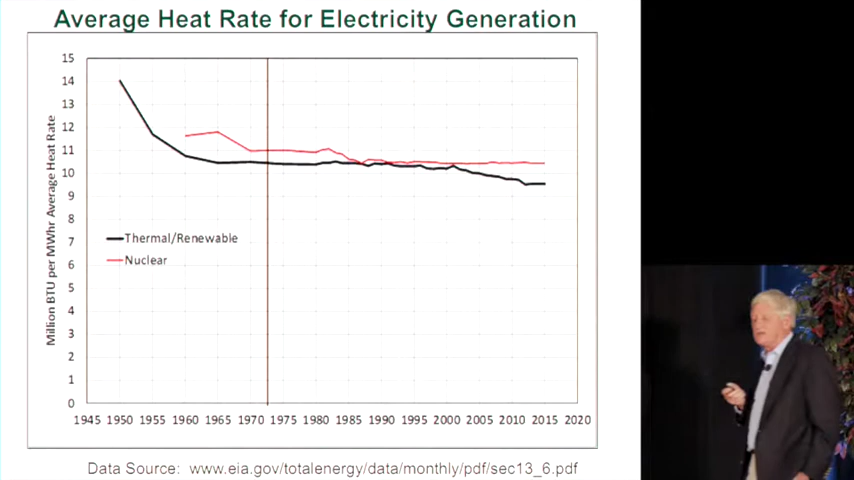 Average Heat Rate for Electricity Generation
15
14
13
12
11
10
9
8
7
6
5
4
3
2
1
0
Million BTU per MWhr Average Heat Rate
Thermal/Renewable
Nuclear
1945 1950 1955 1960 1965 1970 1975 1980 1985 1990 1995 2000 2005 2010 2015 2020
Data Source: www.eia.gov/totalenergy/data/monthly/pdf/sec13_6.pdf